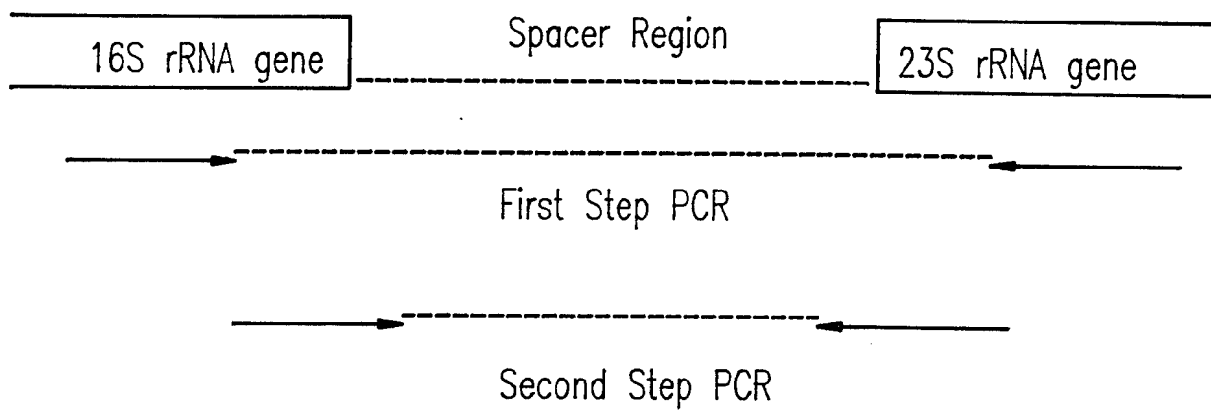 16S rRNA gene
Spacer Region
23S rRNA gene
First Step PCR
Second Step PCR